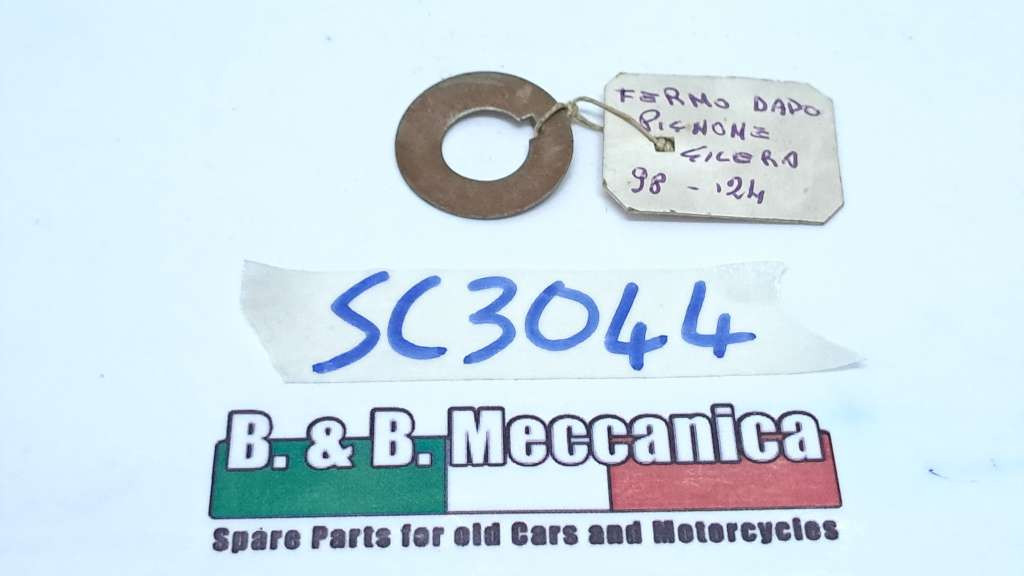 FERMO DADO
PIGNONE
GILERA
98 - 124
SC3044
B. & B. Meccanica
Spare Parts for old Cars and Motorcycles